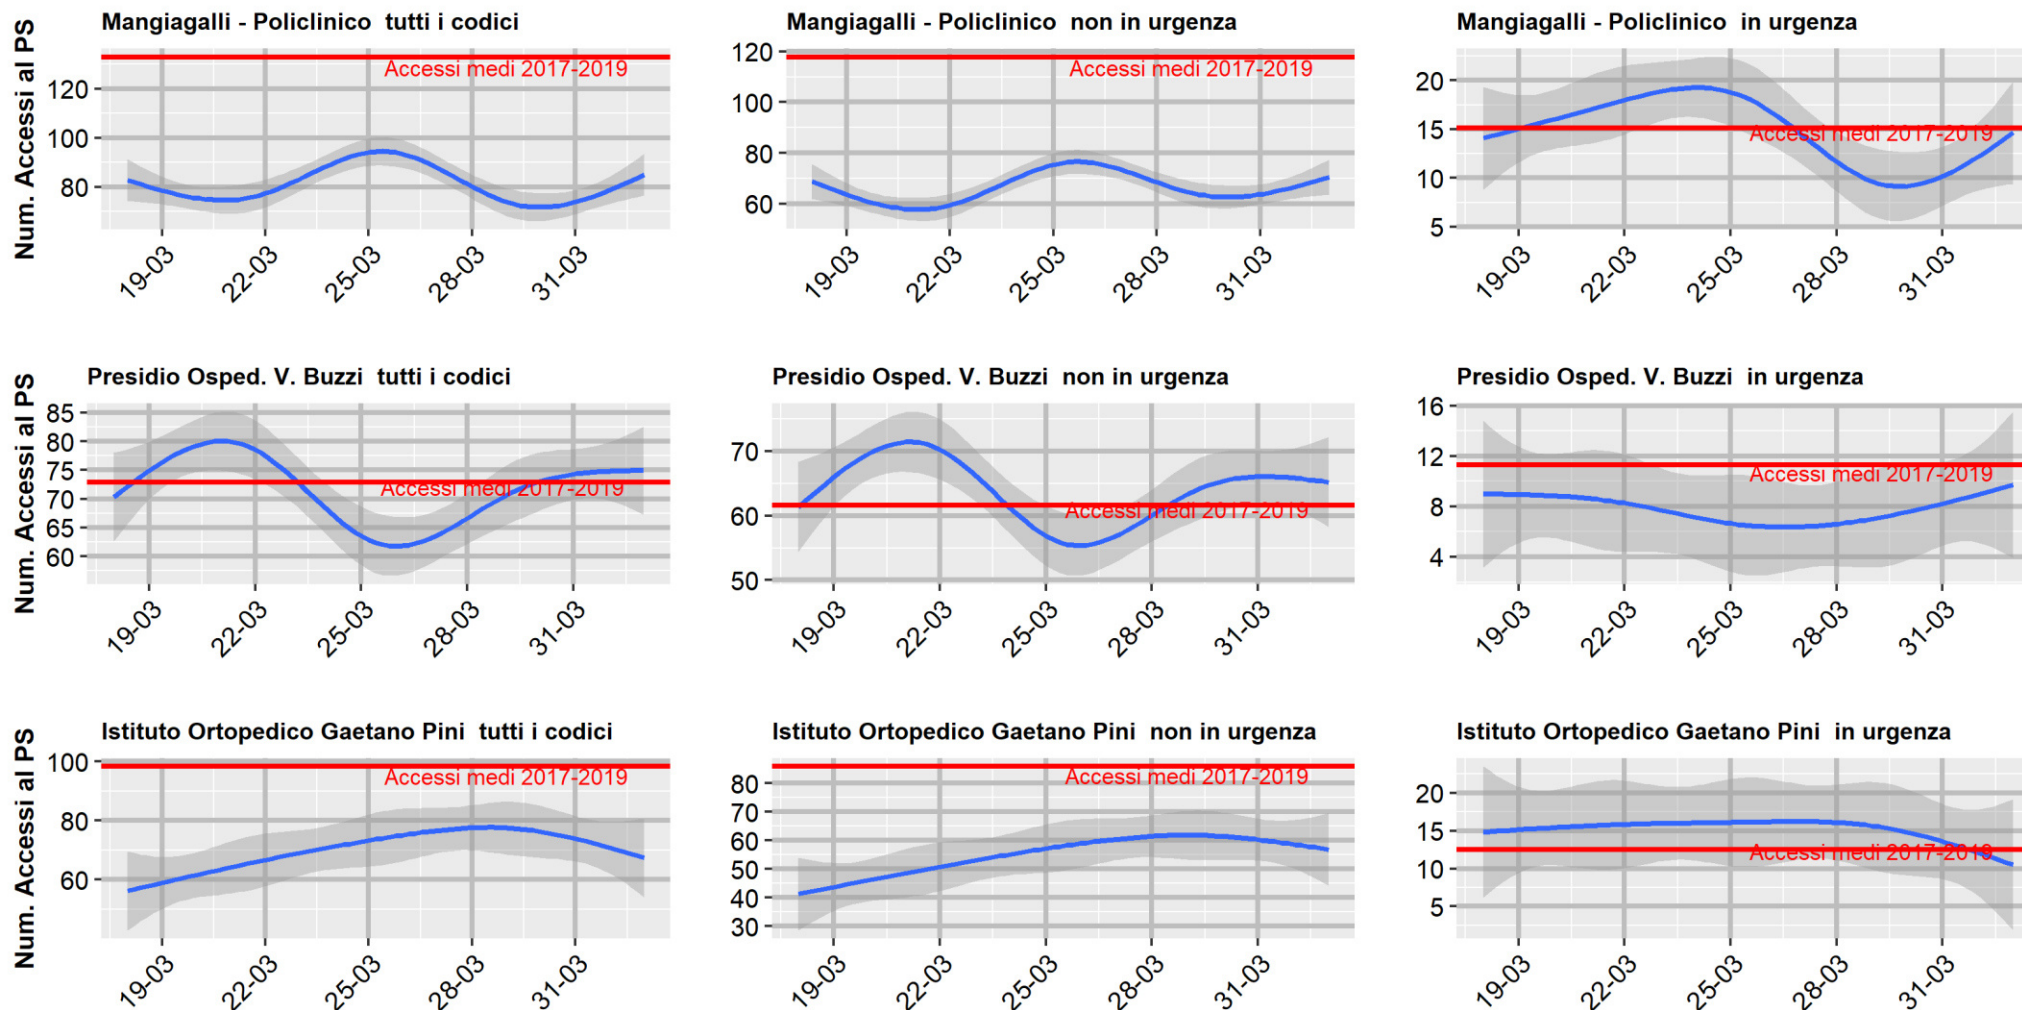 Mangiagalli - Policlinico tutti i codici
Mangiagalli - Policlinico non in urgenza
Mangiagalli - Policlinico in urgenza
Num. Accessi al PS
120
100
80
Accessi medi 2017-2019
19-03 22-03 25-03 28-03 31-03
120
100
80
60
Accessi medi 2017-2019
19-03 22-03 25-03 28-03 31-03
20
15
10
5
Accessi medi 2017-2019
19-03 22-03 25-03 28-03 31-03
Presidio Osped. V. Buzzi tutti i codici
Presidio Osped. V. Buzzi non in urgenza
Presidio Osped. V. Buzzi in urgenza
Num. Accessi al PS
85
80
75
70
65
60
Accessi medi 2017-2019
19-03 22-03 25-03 28-03 31-03
70
60
50
Accessi medi 2017-2019
19-03 22-03 25-03 28-03 31-03
16
12
8
4
Accessi medi 2017-2019
19-03 22-03 25-03 28-03 31-03
Istituto Ortopedico Gaetano Pini tutti i codici
Istituto Ortopedico Gaetano Pini non in urgenza
Istituto Ortopedico Gaetano Pini in urgenza
Num. Accessi al PS
100
80
60
Accessi medi 2017-2019
19-03 22-03 25-03 28-03 31-03
80
70
60
50
40
30
Accessi medi 2017-2019
19-03 22-03 25-03 28-03 31-03
20
15
10
5
Accessi medi 2017-2019
19-03 22-03 25-03 28-03 31-03